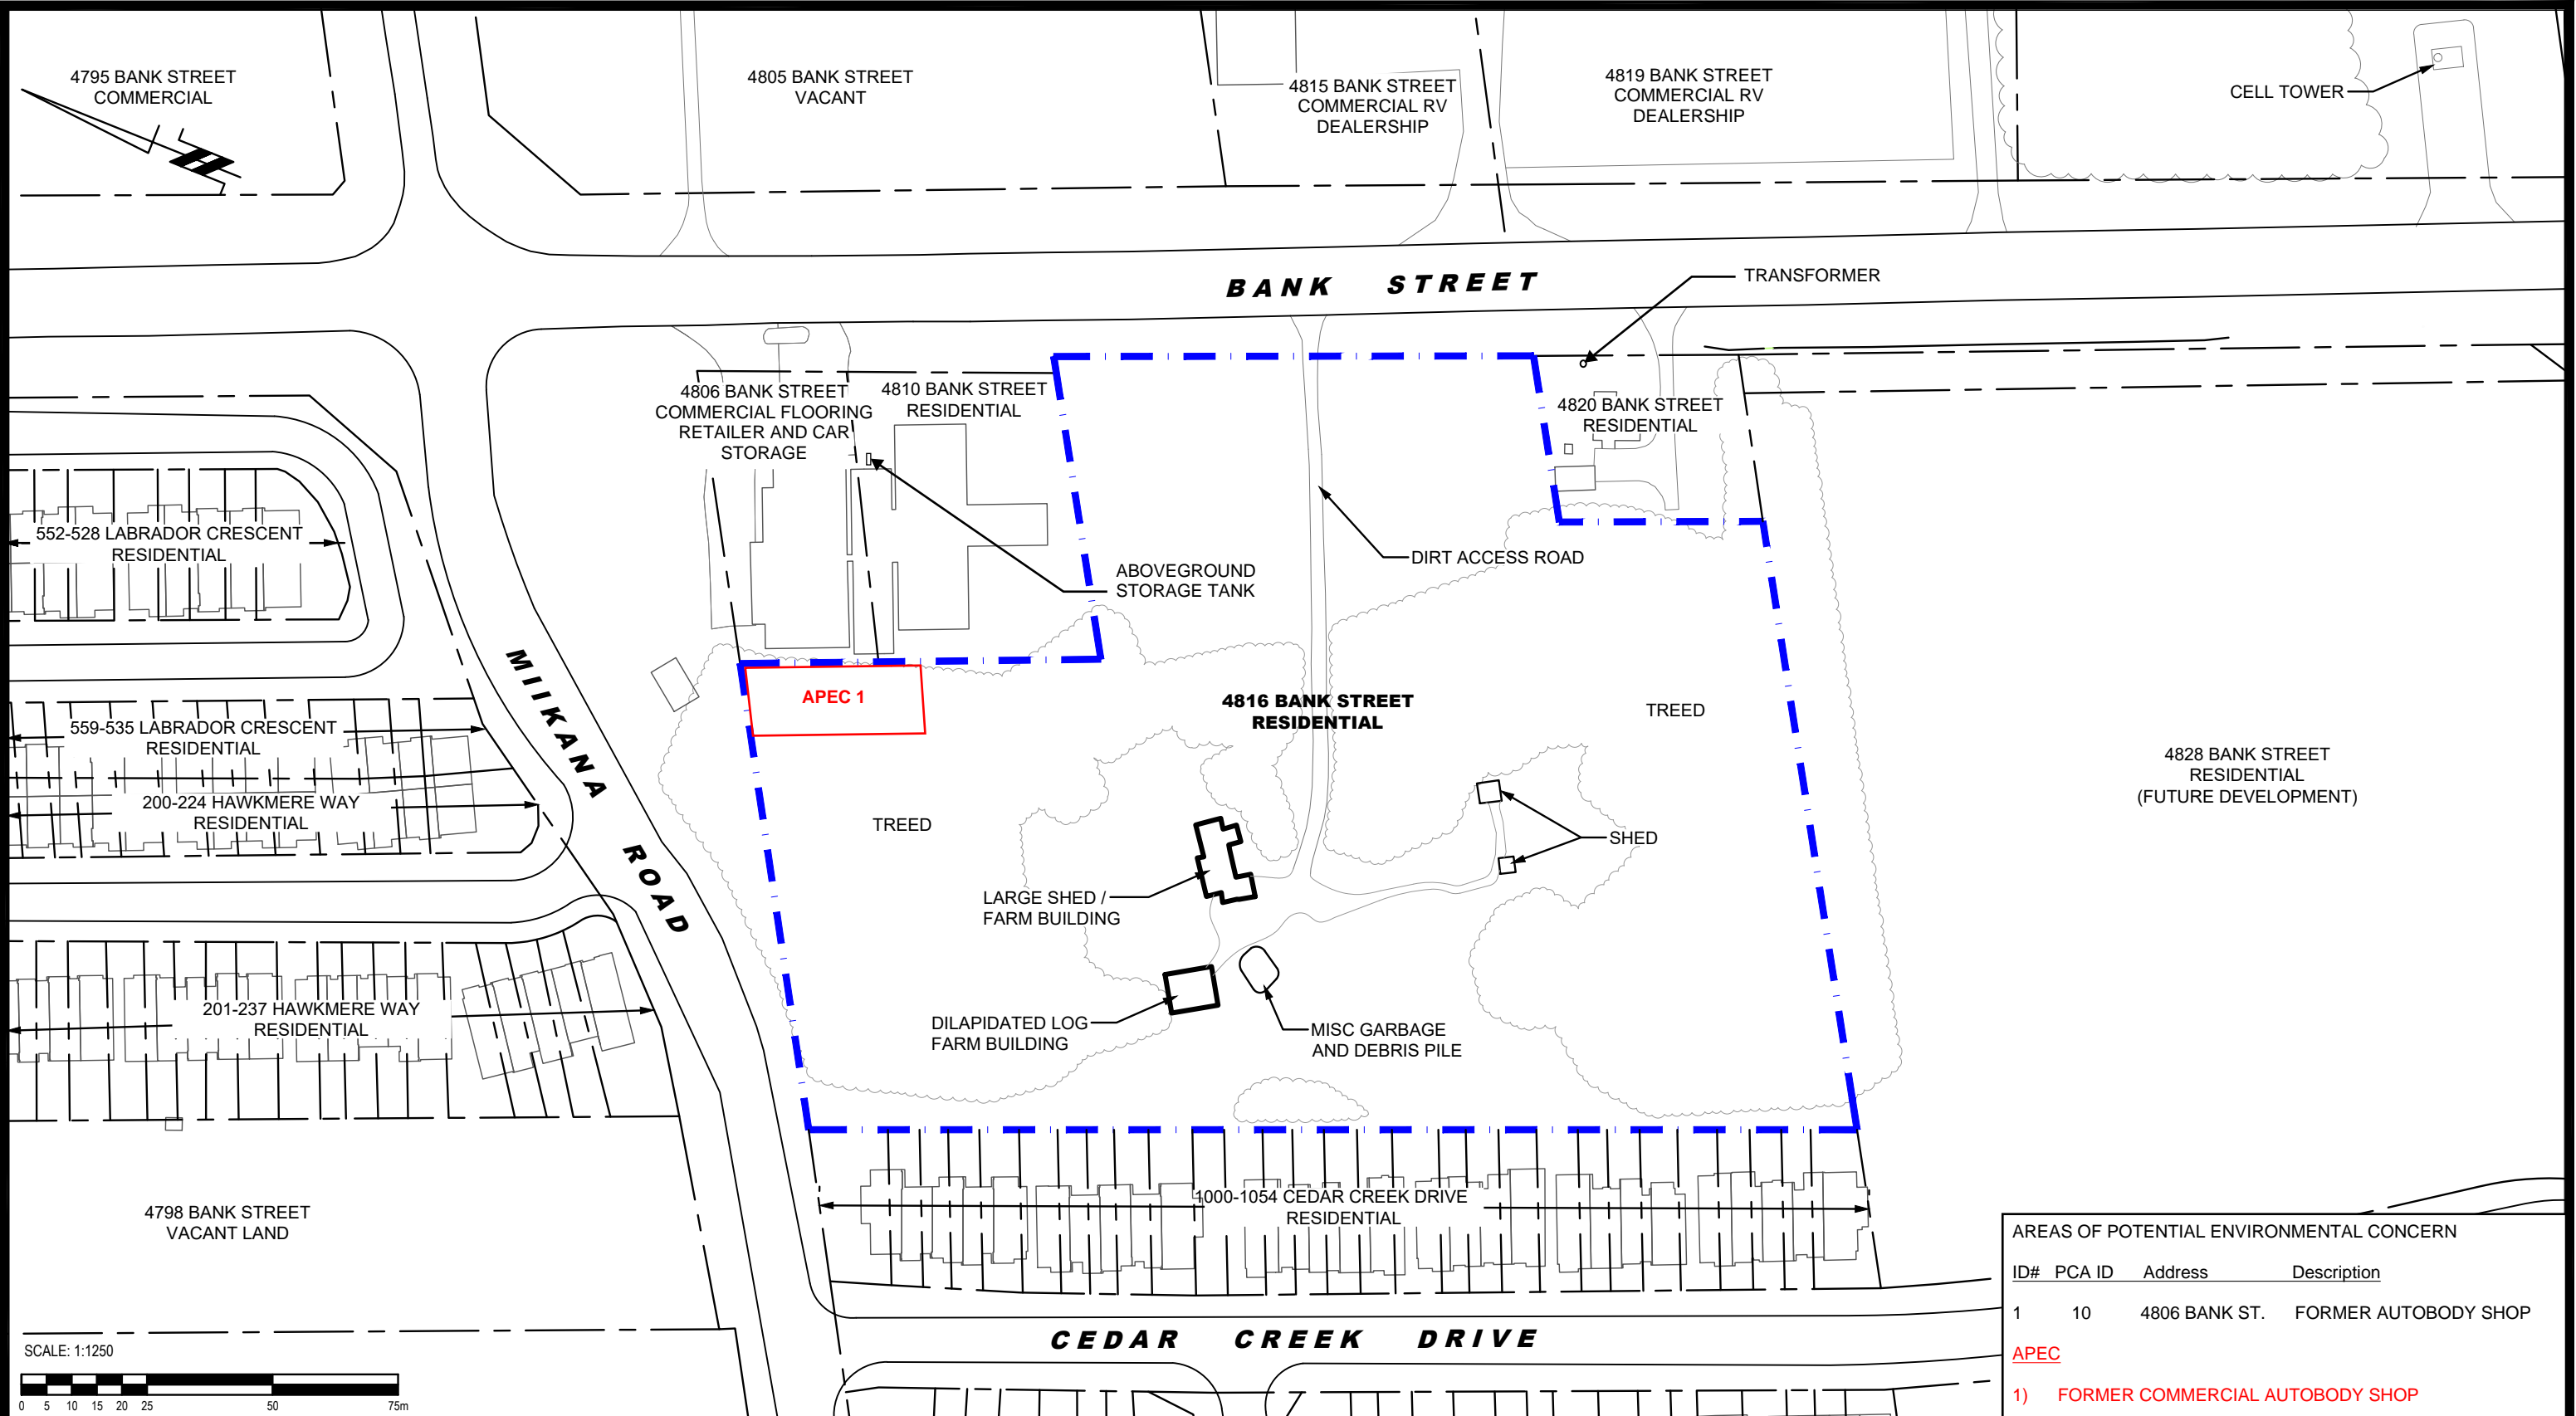 4795 BANK STREET
COMMERCIAL
4805 BANK STREET
VACANT
4815 BANK STREET
COMMERCIAL RV
DEALERSHIP
4819 BANK STREET
COMMERCIAL RV
DEALERSHIP
CELL TOWER
BANK STREET
TRANSFORMER
4806 BANK STREET
COMMERCIAL FLOORING
RETAILER AND CAR
STORAGE
4810 BANK STREET
RESIDENTIAL
4820 BANK STREET
RESIDENTIAL
552-528 LABRADOR CRESCENT
RESIDENTIAL
ABOVEGROUND
STORAGE TANK
DIRT ACCESS ROAD
MIIKANA ROAD
APEC 1
4816 BANK STREET
RESIDENTIAL
TREED
559-535 LABRADOR CRESCENT
RESIDENTIAL
4828 BANK STREET
RESIDENTIAL
(FUTURE DEVELOPMENT)
200-224 HAWKMERE WAY
RESIDENTIAL
TREED
SHED
LARGE SHED /
FARM BUILDING
201-237 HAWKMERE WAY
RESIDENTIAL
DILAPIDATED LOG
FARM BUILDING
MISC GARBAGE
AND DEBRIS PILE
4798 BANK STREET
VACANT LAND
1000-1054 CEDAR CREEK DRIVE
RESIDENTIAL
CEDAR CREEK DRIVE
SCALE: 1:1250
0 5 10 15 20 25 50 75m
AREAS OF POTENTIAL ENVIRONMENTAL CONCERN
ID# PCA ID Address Description
1 10 4806 BANK ST. FORMER AUTOBODY SHOP
APEC
1) FORMER COMMERCIAL AUTOBODY SHOP